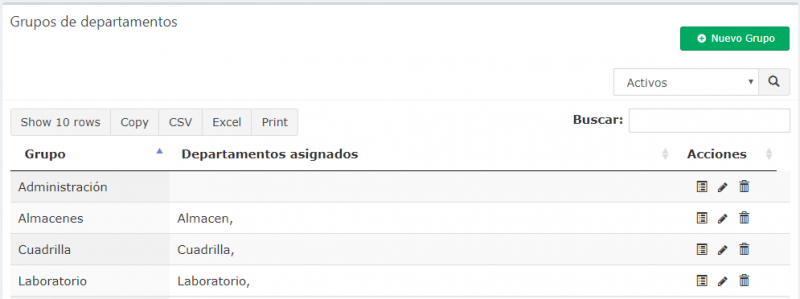 Grupos de departamentos
Nuevo Grupo
Activos
Show 10 rows Copy CSV Excel Print Buscar:
Grupo Departamentos asignados Acciones
Administración
Almacenes Almacen,
Cuadrilla Cuadrilla,
Laboratorio Laboratorio,